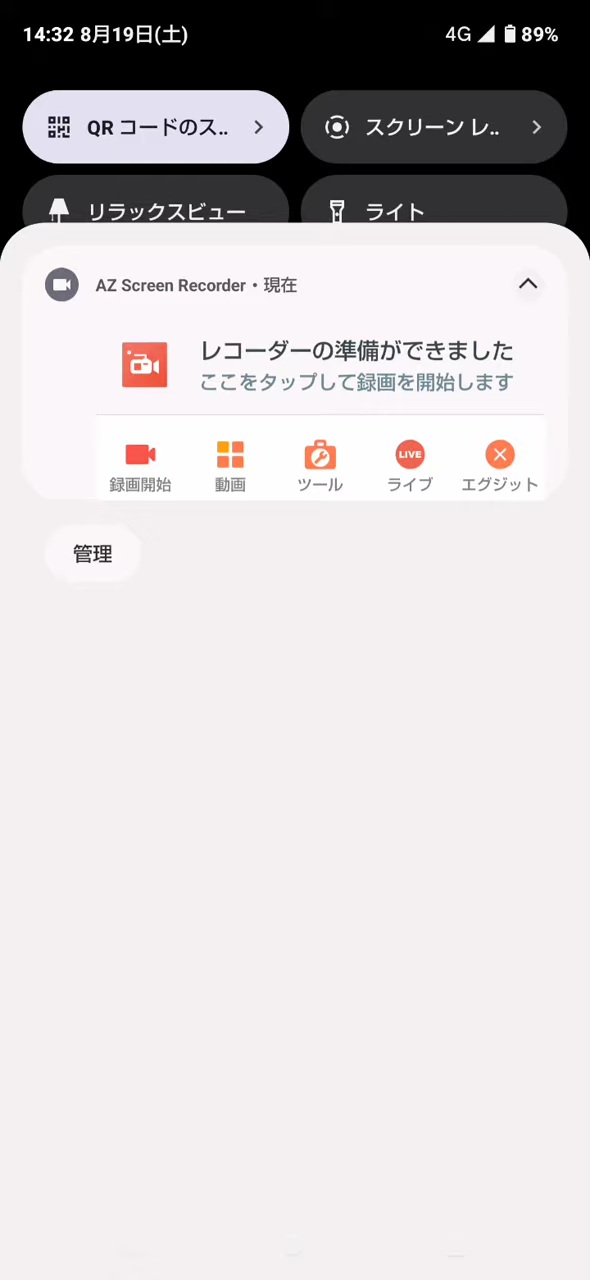 14:32 8月19日(土) 4G 89%
QR コードのス.. スクリーン レ..
リラックスビュー ライト
AZ Screen Recorder・現在
レコーダーの準備ができました
ここをタップして録画を開始します
LIVE
録画開始 動画 ツール ライブ エグジット
管理